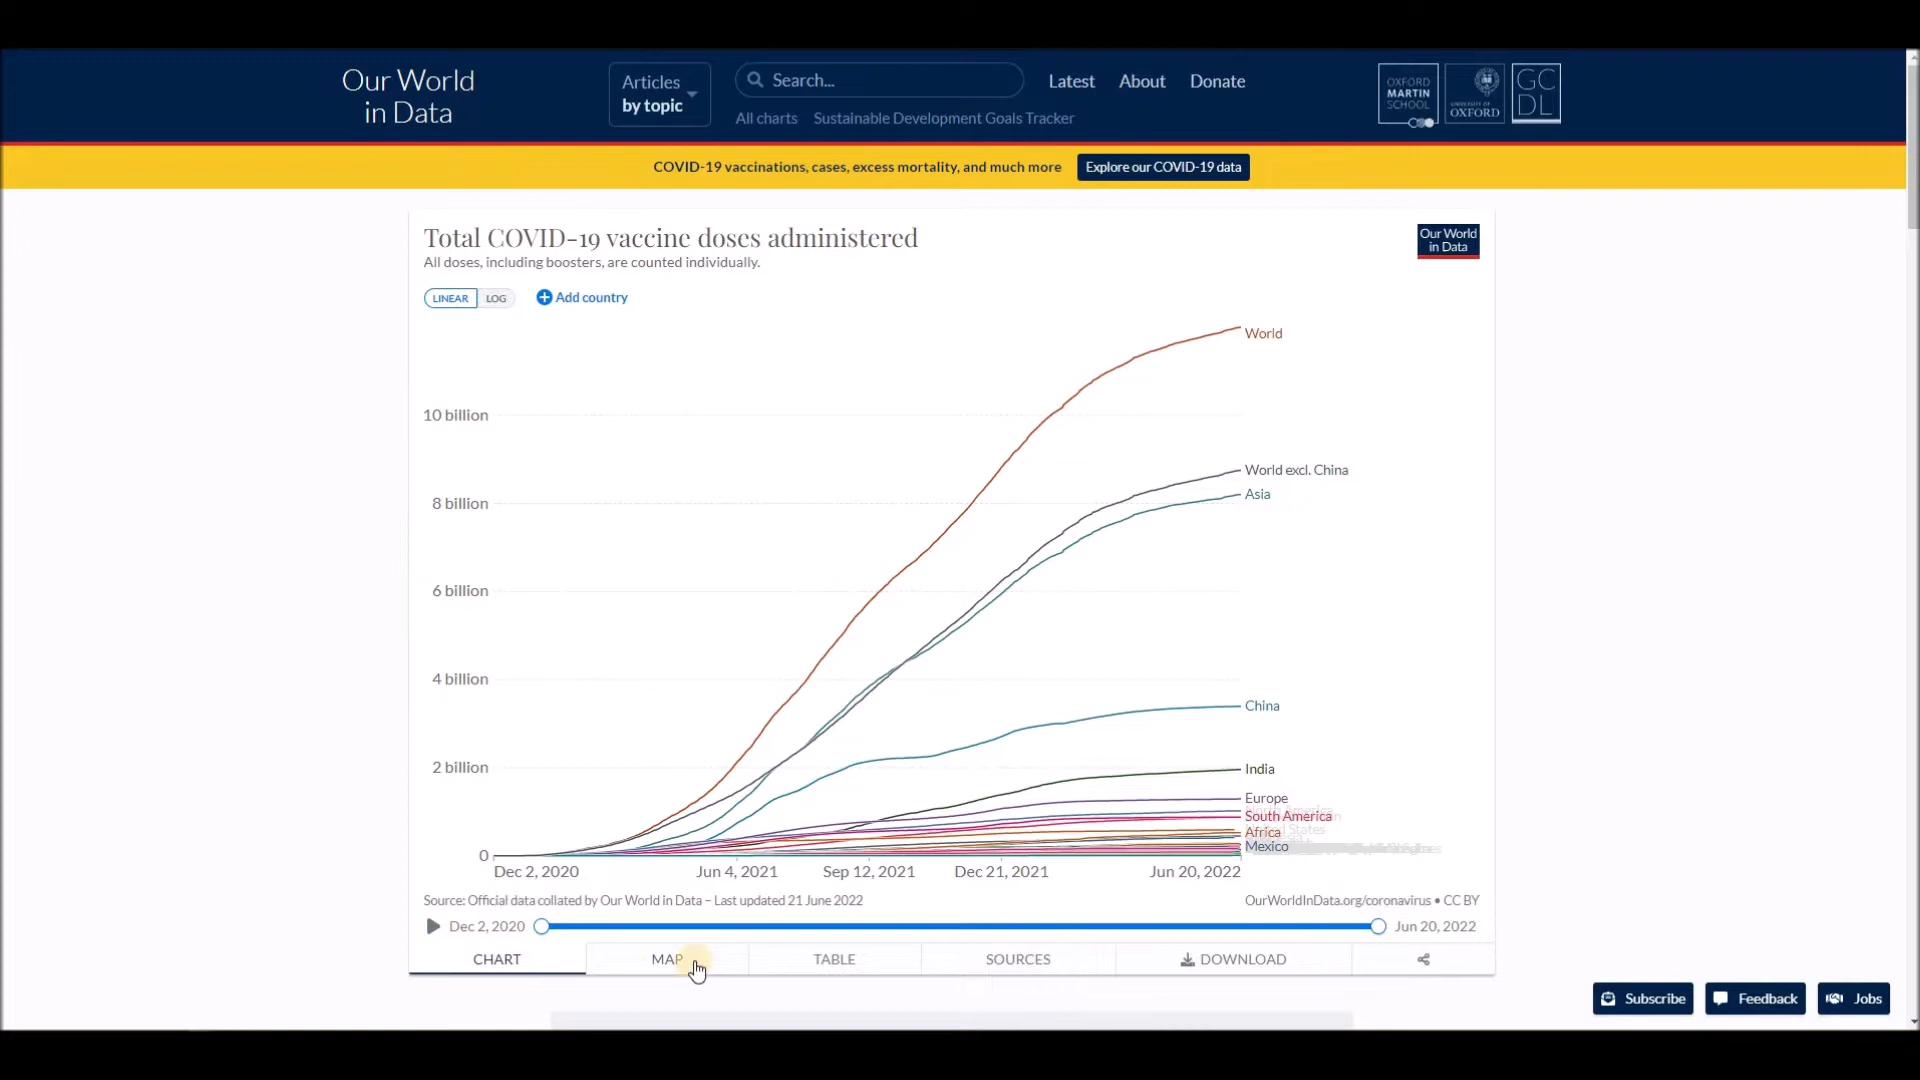 Our World
in Data
Articles
by topic
Search...
Latest
About
Donate
All charts
Sustainable Development Goals Tracker
OXFORD
MARTIN
SCHOOL
UNIVERSITY OF
OXFORD
GC
DL
COVID-19 vaccinations, cases, excess mortality, and much more
Explore our COVID-19 data
Total COVID-19 vaccine doses administered
All doses, including boosters, are counted individually.
Our World
in Data
LINEAR
LOG
Add country
World
10 billion
World excl. China
8 billion
Asia
6 billion
4 billion
China
2 billion
India
Europe
South America
Africa
Mexico
0
Dec 2, 2020
Jun 4, 2021
Sep 12, 2021
Dec 21, 2021
Jun 20, 2022
Source: Official data collated by Our World in Data – Last updated 21 June 2022
OurWorldInData.org/coronavirus • CC BY
Dec 2, 2020
Jun 20, 2022
CHART
MAP
TABLE
SOURCES
DOWNLOAD
Subscribe
Feedback
Jobs